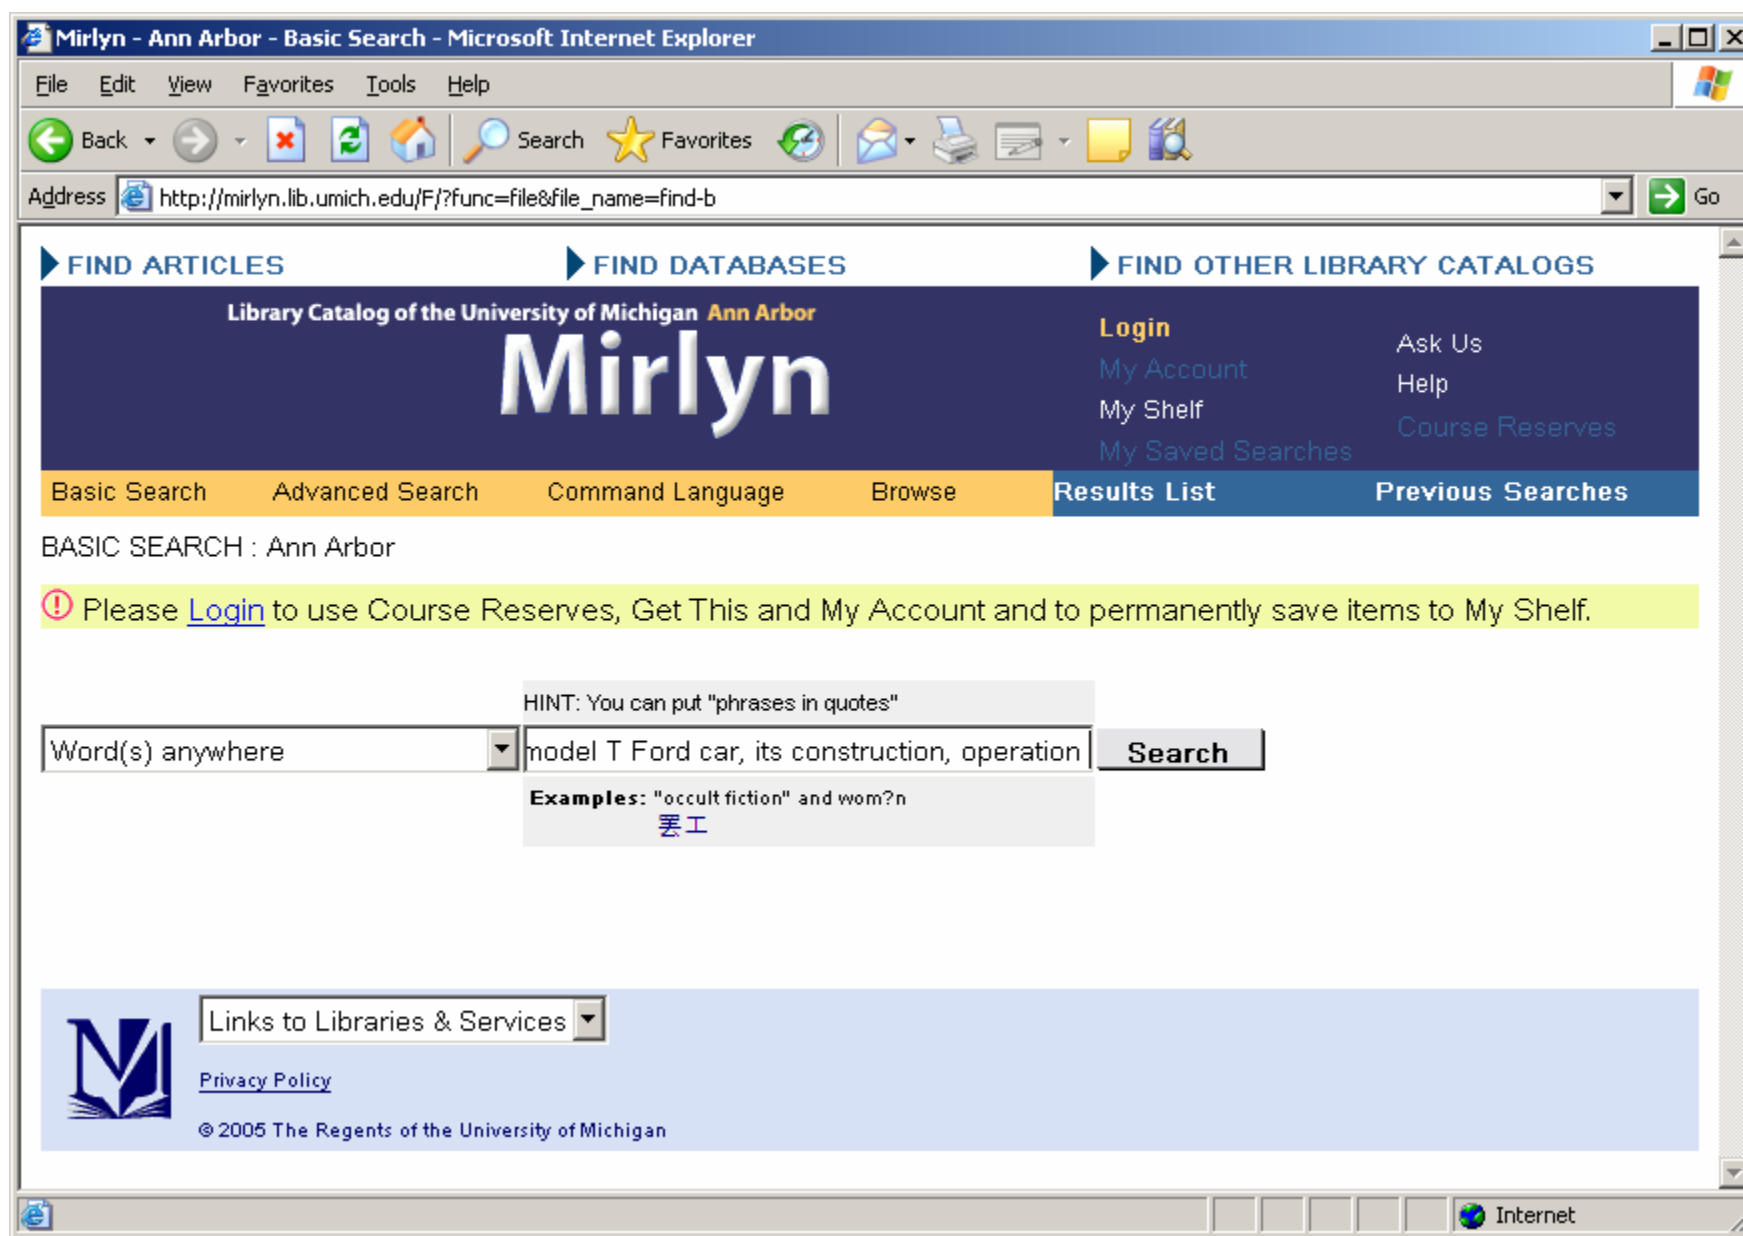 Mirlyn - Ann Arbor - Basic Search - Microsoft Internet Explorer
File Edit View Favorites Tools Help
Back Search Favorites
Address http://mirlyn.lib.umich.edu/F/?func=file&file_name=find-b Go
FIND ARTICLES FIND DATABASES FIND OTHER LIBRARY CATALOGS
Library Catalog of the University of Michigan Ann Arbor
Mirlyn
Login
My Account
My Shelf
My Saved Searches
Ask Us
Help
Course Reserves
Basic Search Advanced Search Command Language Browse Results List Previous Searches
BASIC SEARCH : Ann Arbor
Please Login to use Course Reserves, Get This and My Account and to permanently save items to My Shelf.
HINT: You can put "phrases in quotes"
Word(s) anywhere model T Ford car, its construction, operation Search
Examples: "occult fiction" and wom?n
罢工
Links to Libraries & Services
Privacy Policy
© 2005 The Regents of the University of Michigan
Internet